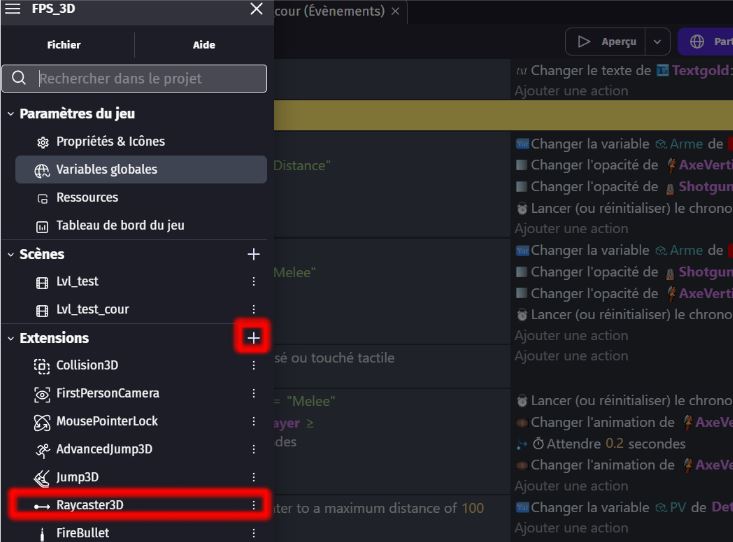 FPS_3D
cour (Évènements)
Fichier
Aide
Aperçu
Rechercher dans le projet
Changer le texte de Textgold:
Ajouter une action
Paramètres du jeu
Propriétés & Icônes
Changer la variable Arme de
Variables globales
Distance"
Changer l'opacité de AxeVerti
Ressources
Changer l'opacité de Shotgun
Lancer (ou réinitialiser) le chrono
Tableau de bord du jeu
Ajouter une action
Scènes
Changer la variable Arme de
Melee"
Changer l'opacité de Shotgun
Lvl_test
Changer l'opacité de AxeVerti
Lvl_test_cour
Lancer (ou réinitialiser) le chrono
Ajouter une action
Extensions
sé ou touché tactile
Ajouter une action
Collision3D
FirstPersonCamera
= "Melee"
Lancer (ou réinitialiser) le chrono
MousePointerLock
ayer ≥
Changer l'animation de AxeVe
des
Attendre 0.2 secondes
AdvancedJump3D
Changer l'animation de AxeVe
Jump3D
Ajouter une action
Raycaster3D
nter to a maximum distance of 100
Changer la variable PV de Det
FireBullet
Ajouter une action